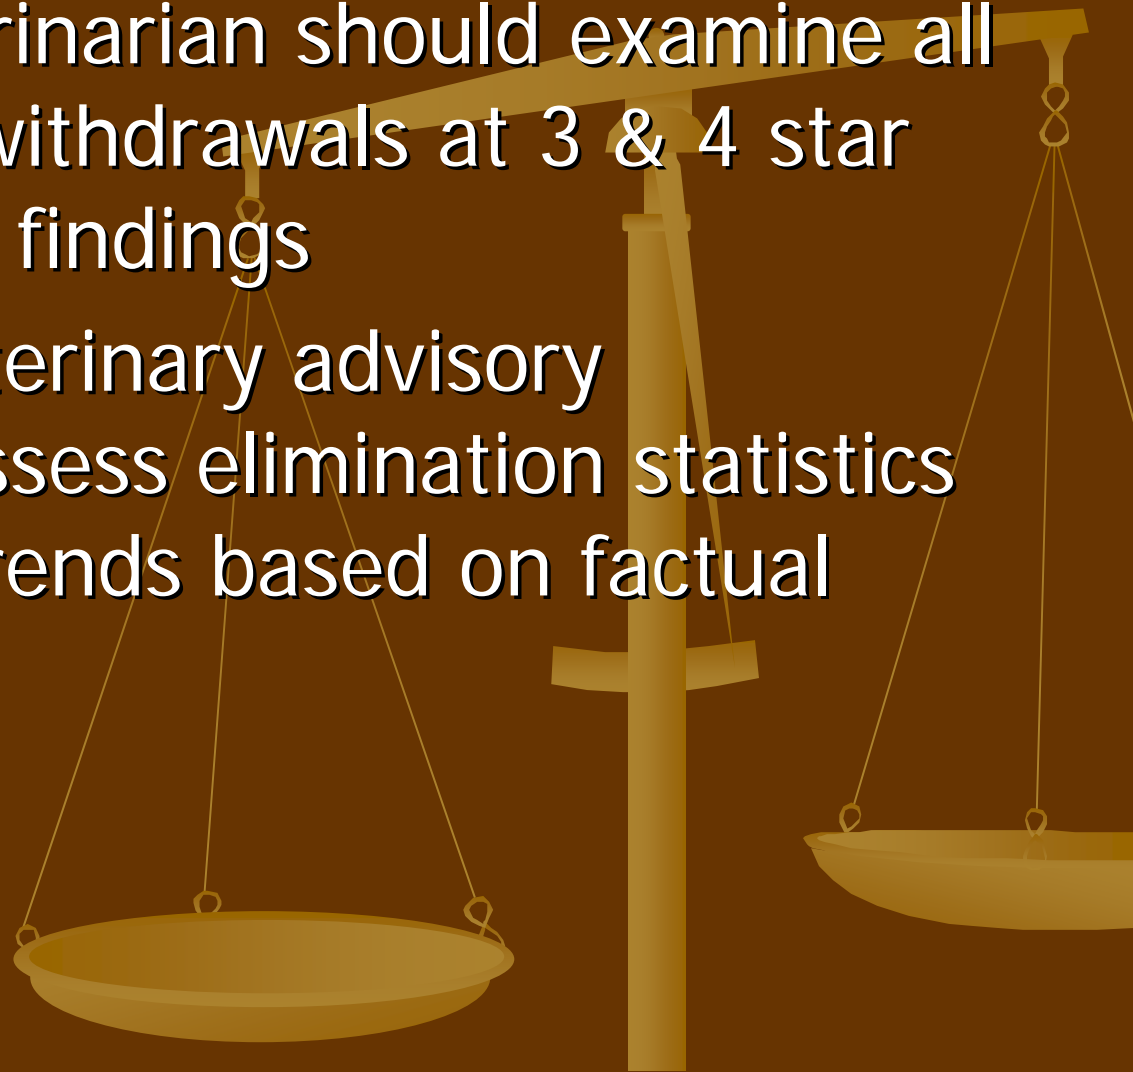 rinarian should examine all
withdrawals at 3 & 4 star
findings
terinary advisory
ssess elimination statistics
rends based on factual